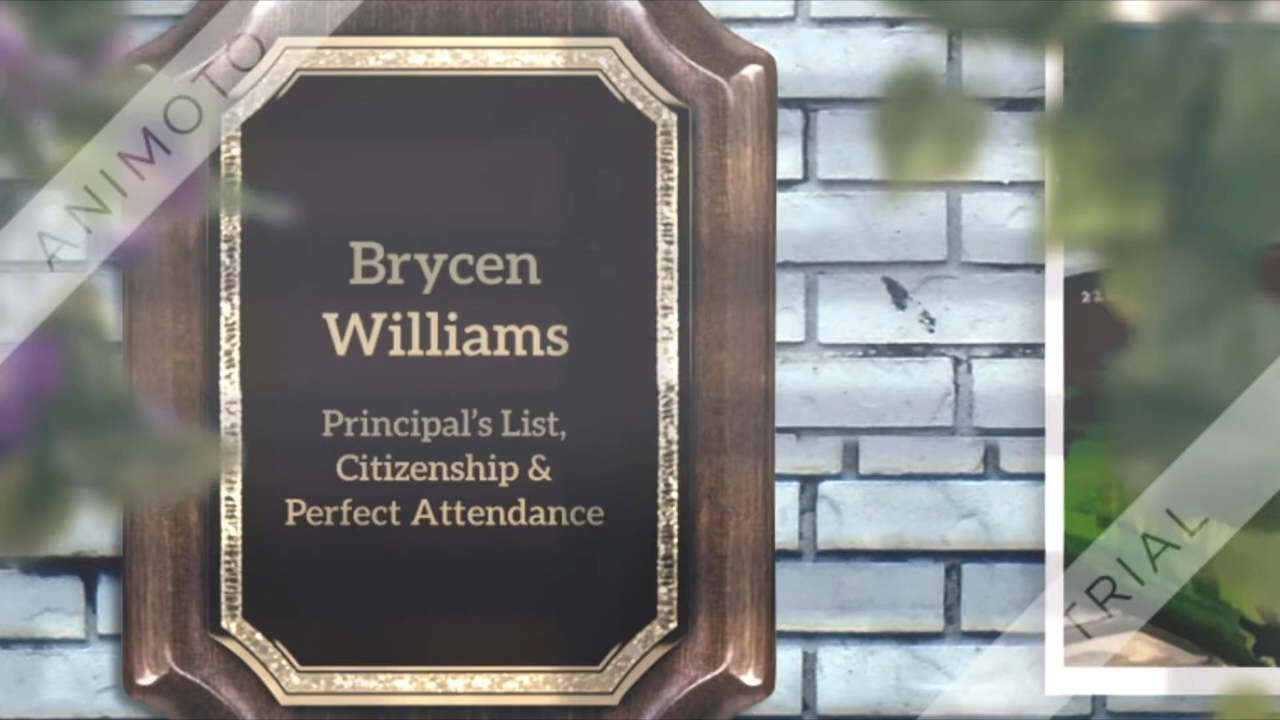 ANIMOTO
Brycen
Williams
Principal's List,
Citizenship &
Perfect Attendance
TRIAL